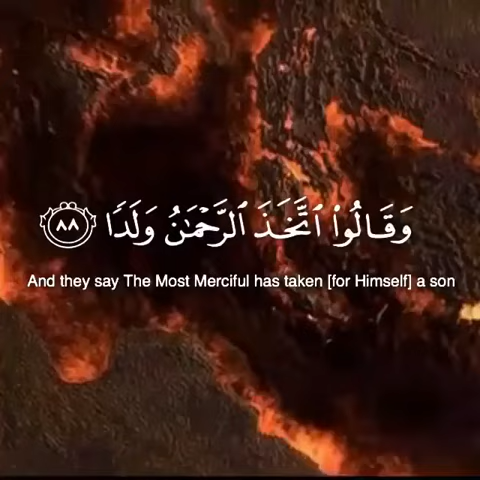 وَقَالُوا۟ ٱتَّخَذَ ٱلرَّحْمَـٰنُ وَلَدًا ٨٨
And they say The Most Merciful has taken [for Himself] a son